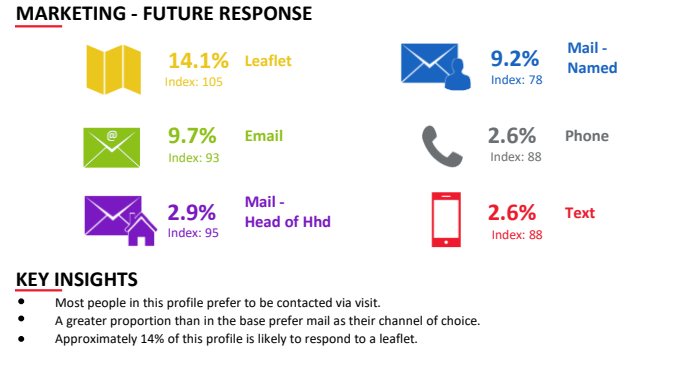 MARKETING - FUTURE RESPONSE
14.1% Leaflet
Index: 105
9.2% Mail -
Named
Index: 78
@
9.7% Email
Index: 93
2.6% Phone
Index: 88
2.9% Mail -
Head of Hhd
Index: 95
2.6% Text
Index: 88
KEY INSIGHTS
• Most people in this profile prefer to be contacted via visit.
• A greater proportion than in the base prefer mail as their channel of choice.
• Approximately 14% of this profile is likely to respond to a leaflet.